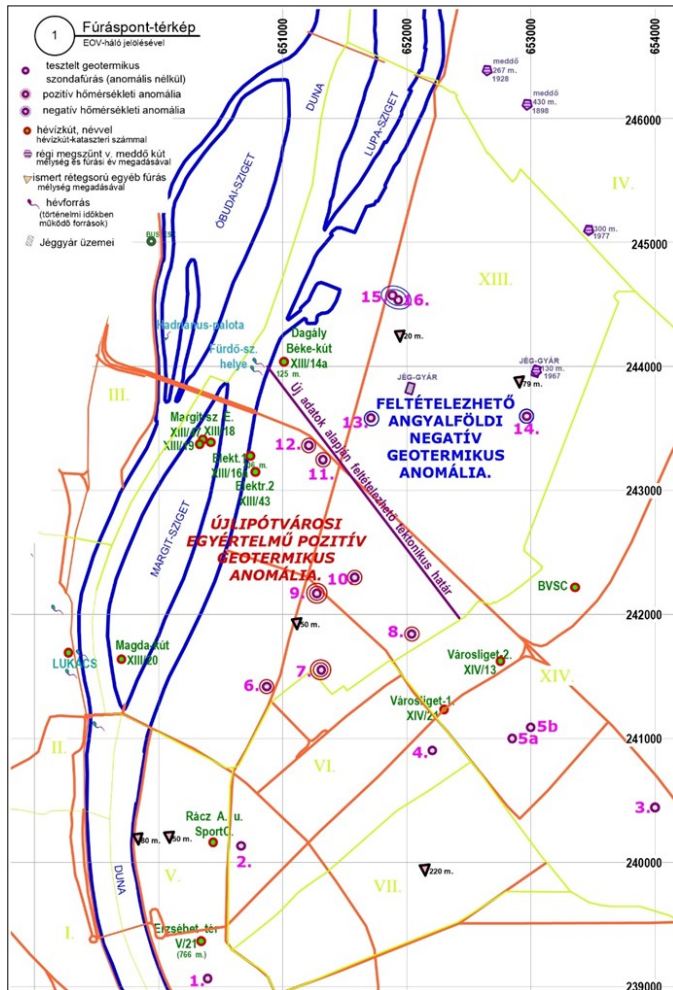 1
Fúráspont-térkép
EOV-háló jelölésével
tesztelt geotermikus
szondafúrás (anomális nélkül)
pozitív hőmérsékleti anomália
negatív hőmérsékleti anomália
hévízkút, névvel
hévízkút-kataszteri számmal
régi megszűnt v. meddő kút
mélység és fúrási év megadásával
ismert rétegsorú egyéb fúrás
mélység megadásával
hévforrás
(történelmi időkben
működő források)
Jéggyár üzemei
651000
652000
653000
654000
246000
245000
244000
243000
242000
241000
240000
239000
DUNA
LUPA-SZIGET
ÓBUDAI-SZIGET
meddő
267 m.
1928
meddő
430 m.
1898
IV.
300 m.
1977
XIII.
15.
16.
20 m.
Hadrianus-palota
Dagály
Béke-kút
XIII/14a
125 m.
Fürdő-sz.
helye
JÉG-GYÁR
JÉG-GYÁR
130 m.
1967
79 m.
III.
Új adatok alapján feltételezhető tektonikus határ
FELTÉTELEZHETŐ
ANGYALFÖLDI
NEGATÍV
GEOTERMIKUS
ANOMÁLIA.
13.
14.
Margitsz E.
XIII/18
12.
11.
Elekt.1
XIII/16
Elektr.2
XIII/43
MARGIT-SZIGET
ÚJLIPÓTVÁROSI
EGYÉRTELMŰ POZITÍV
GEOTERMIKUS
ANOMÁLIA.
10.
9.
BVSC
50 m.
8.
LUKÁCS
Magda-kút
XIII/20
Városliget-2.
XIV/13
7.
6.
XIV.
Városliget-1.
XIV/21
II.
VI.
4.
5b
5a
3.
Rácz A. u.
SportC.
80 m.
50 m.
2.
DUNA
V.
VII.
220 m.
I.
Erzsébet tér
V/21
(766 m.)
1.